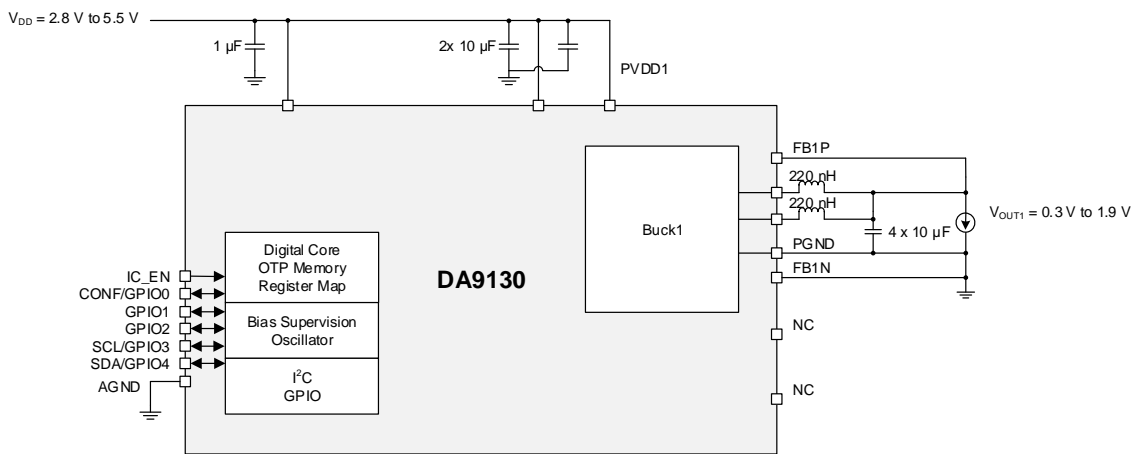 V_DD = 2.8 V to 5.5 V
1 µF
2x 10 µF
PVDD1
FB1P
220 nH
220 nH
V_OUT1 = 0.3 V to 1.9 V
Buck1
4 x 10 µF
PGND
FB1N
Digital Core
OTP Memory
Register Map
DA9130
IC_EN
CONF/GPIO0
GPIO1
GPIO2
SCL/GPIO3
SDA/GPIO4
AGND
Bias Supervision
Oscillator
I²C
GPIO
NC
NC